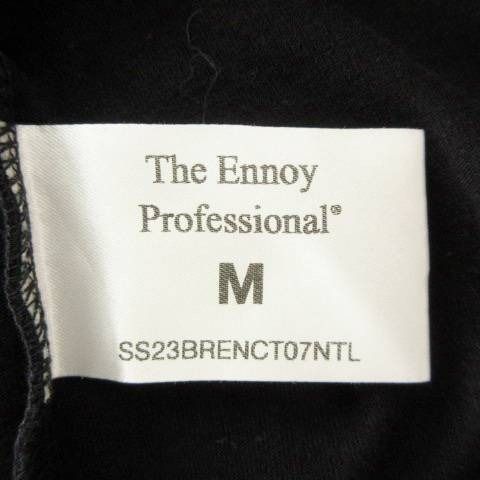 The Ennoy
Professional®
M
SS23BRENCT07NTL